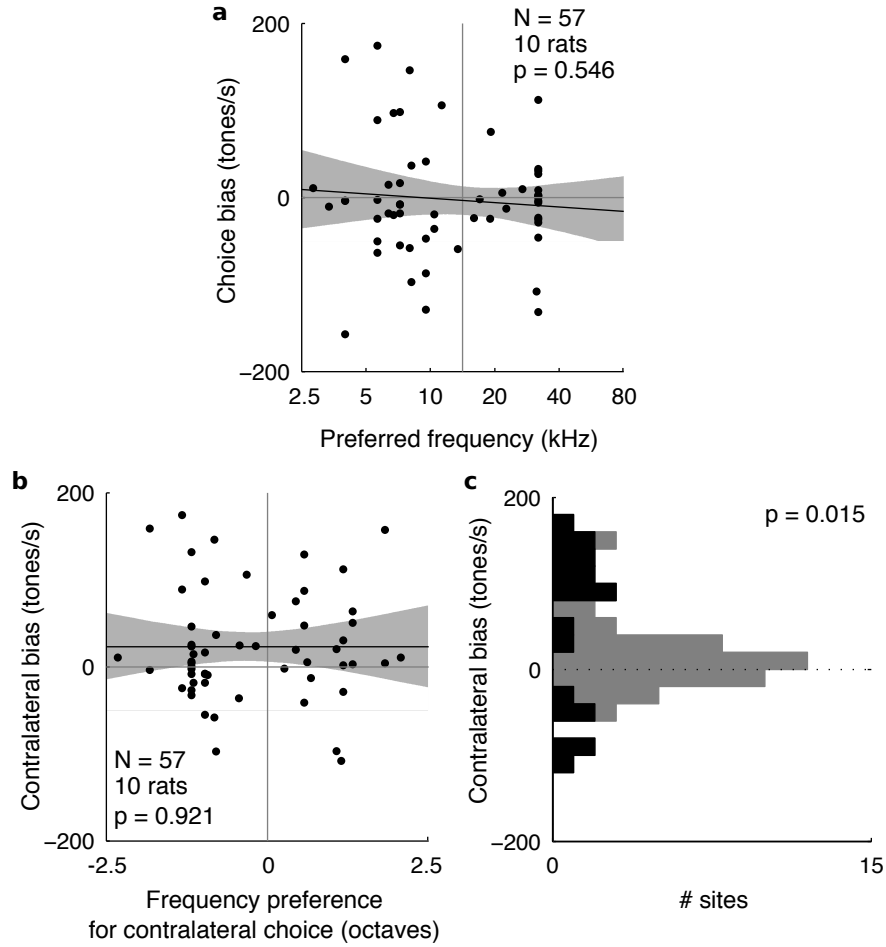 a
200
0
−200
Choice bias (tones/s)
N = 57
10 rats
p = 0.546
2.5 5 10 20 40 80
Preferred frequency (kHz)
b
200
0
−200
Contralateral bias (tones/s)
N = 57
10 rats
p = 0.921
-2.5 0 2.5
Frequency preference
for contralateral choice (octaves)
c
200
0
−200
Contralateral bias (tones/s)
p = 0.015
0 15
# sites